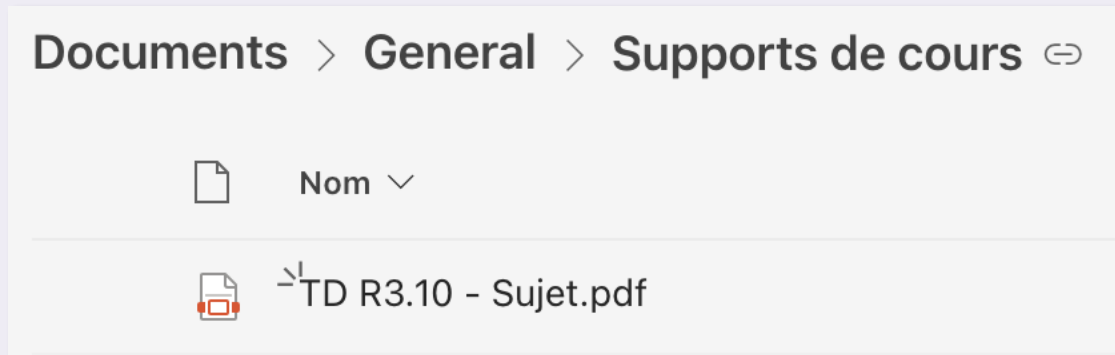 Documents > General > Supports de cours
Nom
TD R3.10 - Sujet.pdf